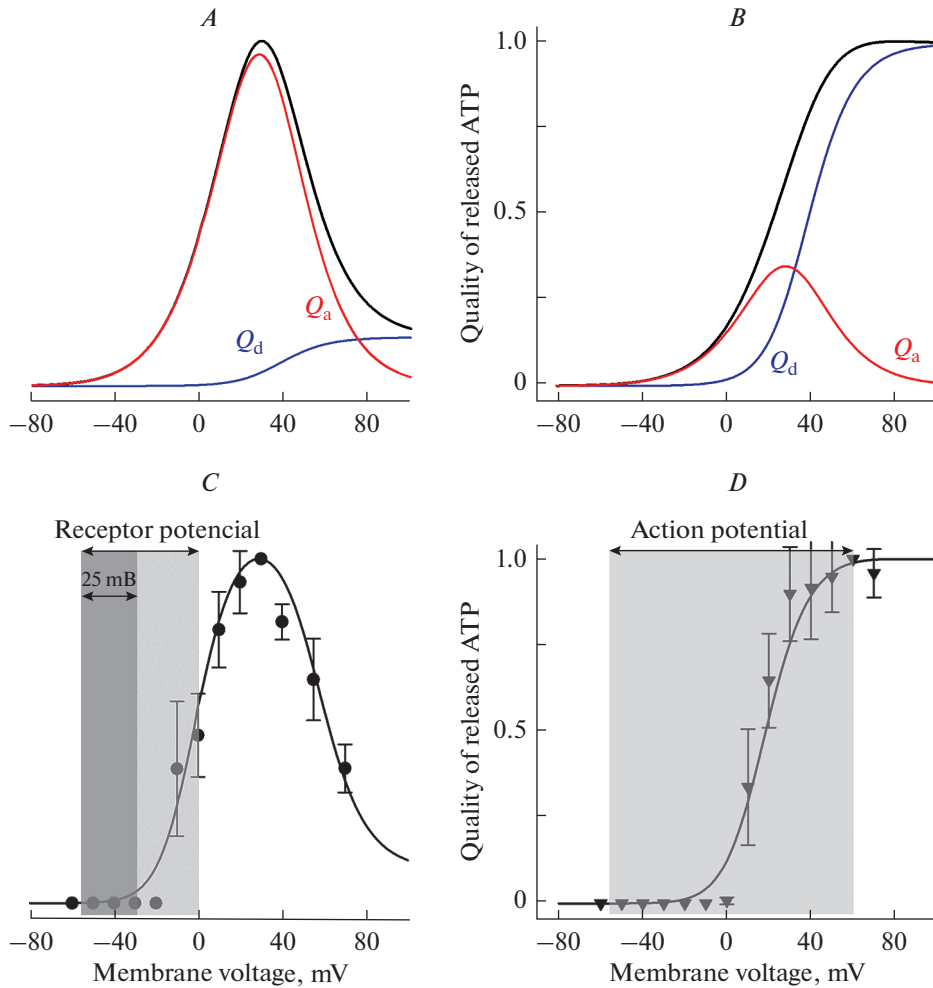 A
B
Quality of released ATP
1.0
0.5
0
Qa
Qd
Qd
Qa
−80 −40 0 40 80
−80 −40 0 40 80
C
D
Receptor potencial
25 mB
Action potential
Quality of released ATP
1.0
0.5
0
−80 −40 0 40 80
−80 −40 0 40 80
Membrane voltage, mV
Membrane voltage, mV